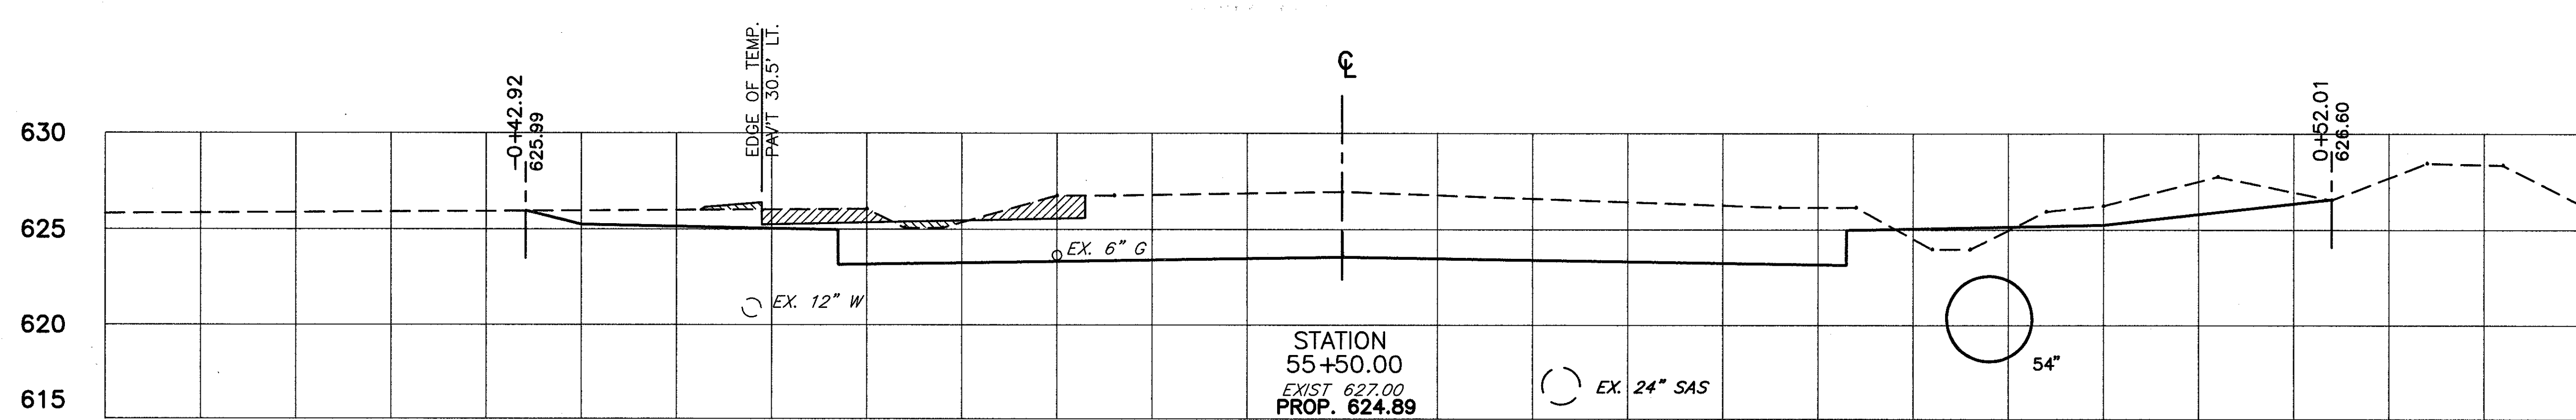 EDGE OF TEMP.
PAV'T 30.5' LT.
℄
-0+42.92
625.99
0+52.01
626.60
630
625
620
615
EX. 6" G
EX. 12" W
STATION
55+50.00
EXIST 627.00
PROP. 624.89
EX. 24" SAS
54"